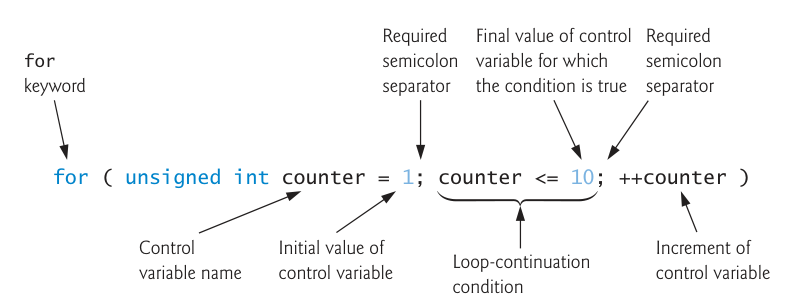 Required
semicolon
separator
Final value of control
variable for which
the condition is true
Required
semicolon
separator
for
keyword
for ( unsigned int counter = 1; counter <= 10; ++counter )
Control
variable name
Initial value of
control variable
Loop-continuation
condition
Increment of
control variable